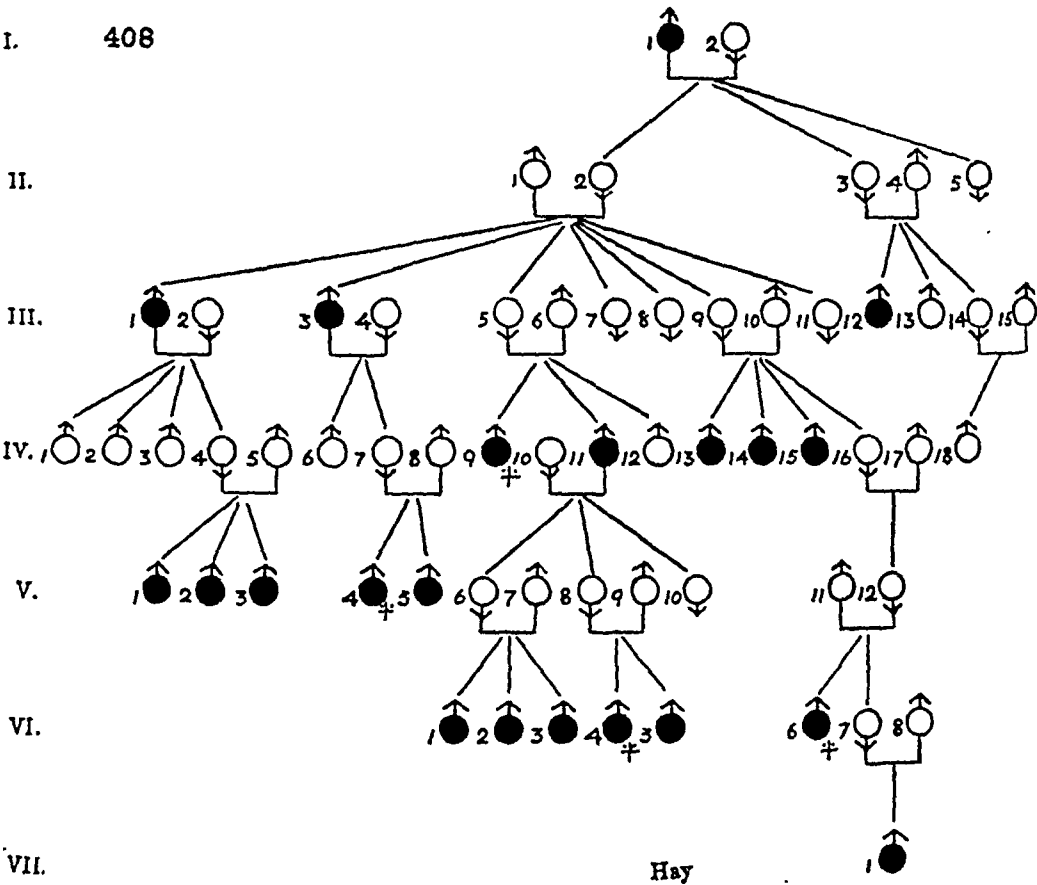 I. 408 1 2
II. 1 2 3 4 5
III. 1 2 3 4 5 6 7 8 9 10 11 12 13 14 15
IV. 1 2 3 4 5 6 7 8 9 10 11 12 13 14 15 16 17 18
V. 1 2 3 4 5 6 7 8 9 10 11 12
VI. 1 2 3 4 3 6 7 8
VII. Hay 1